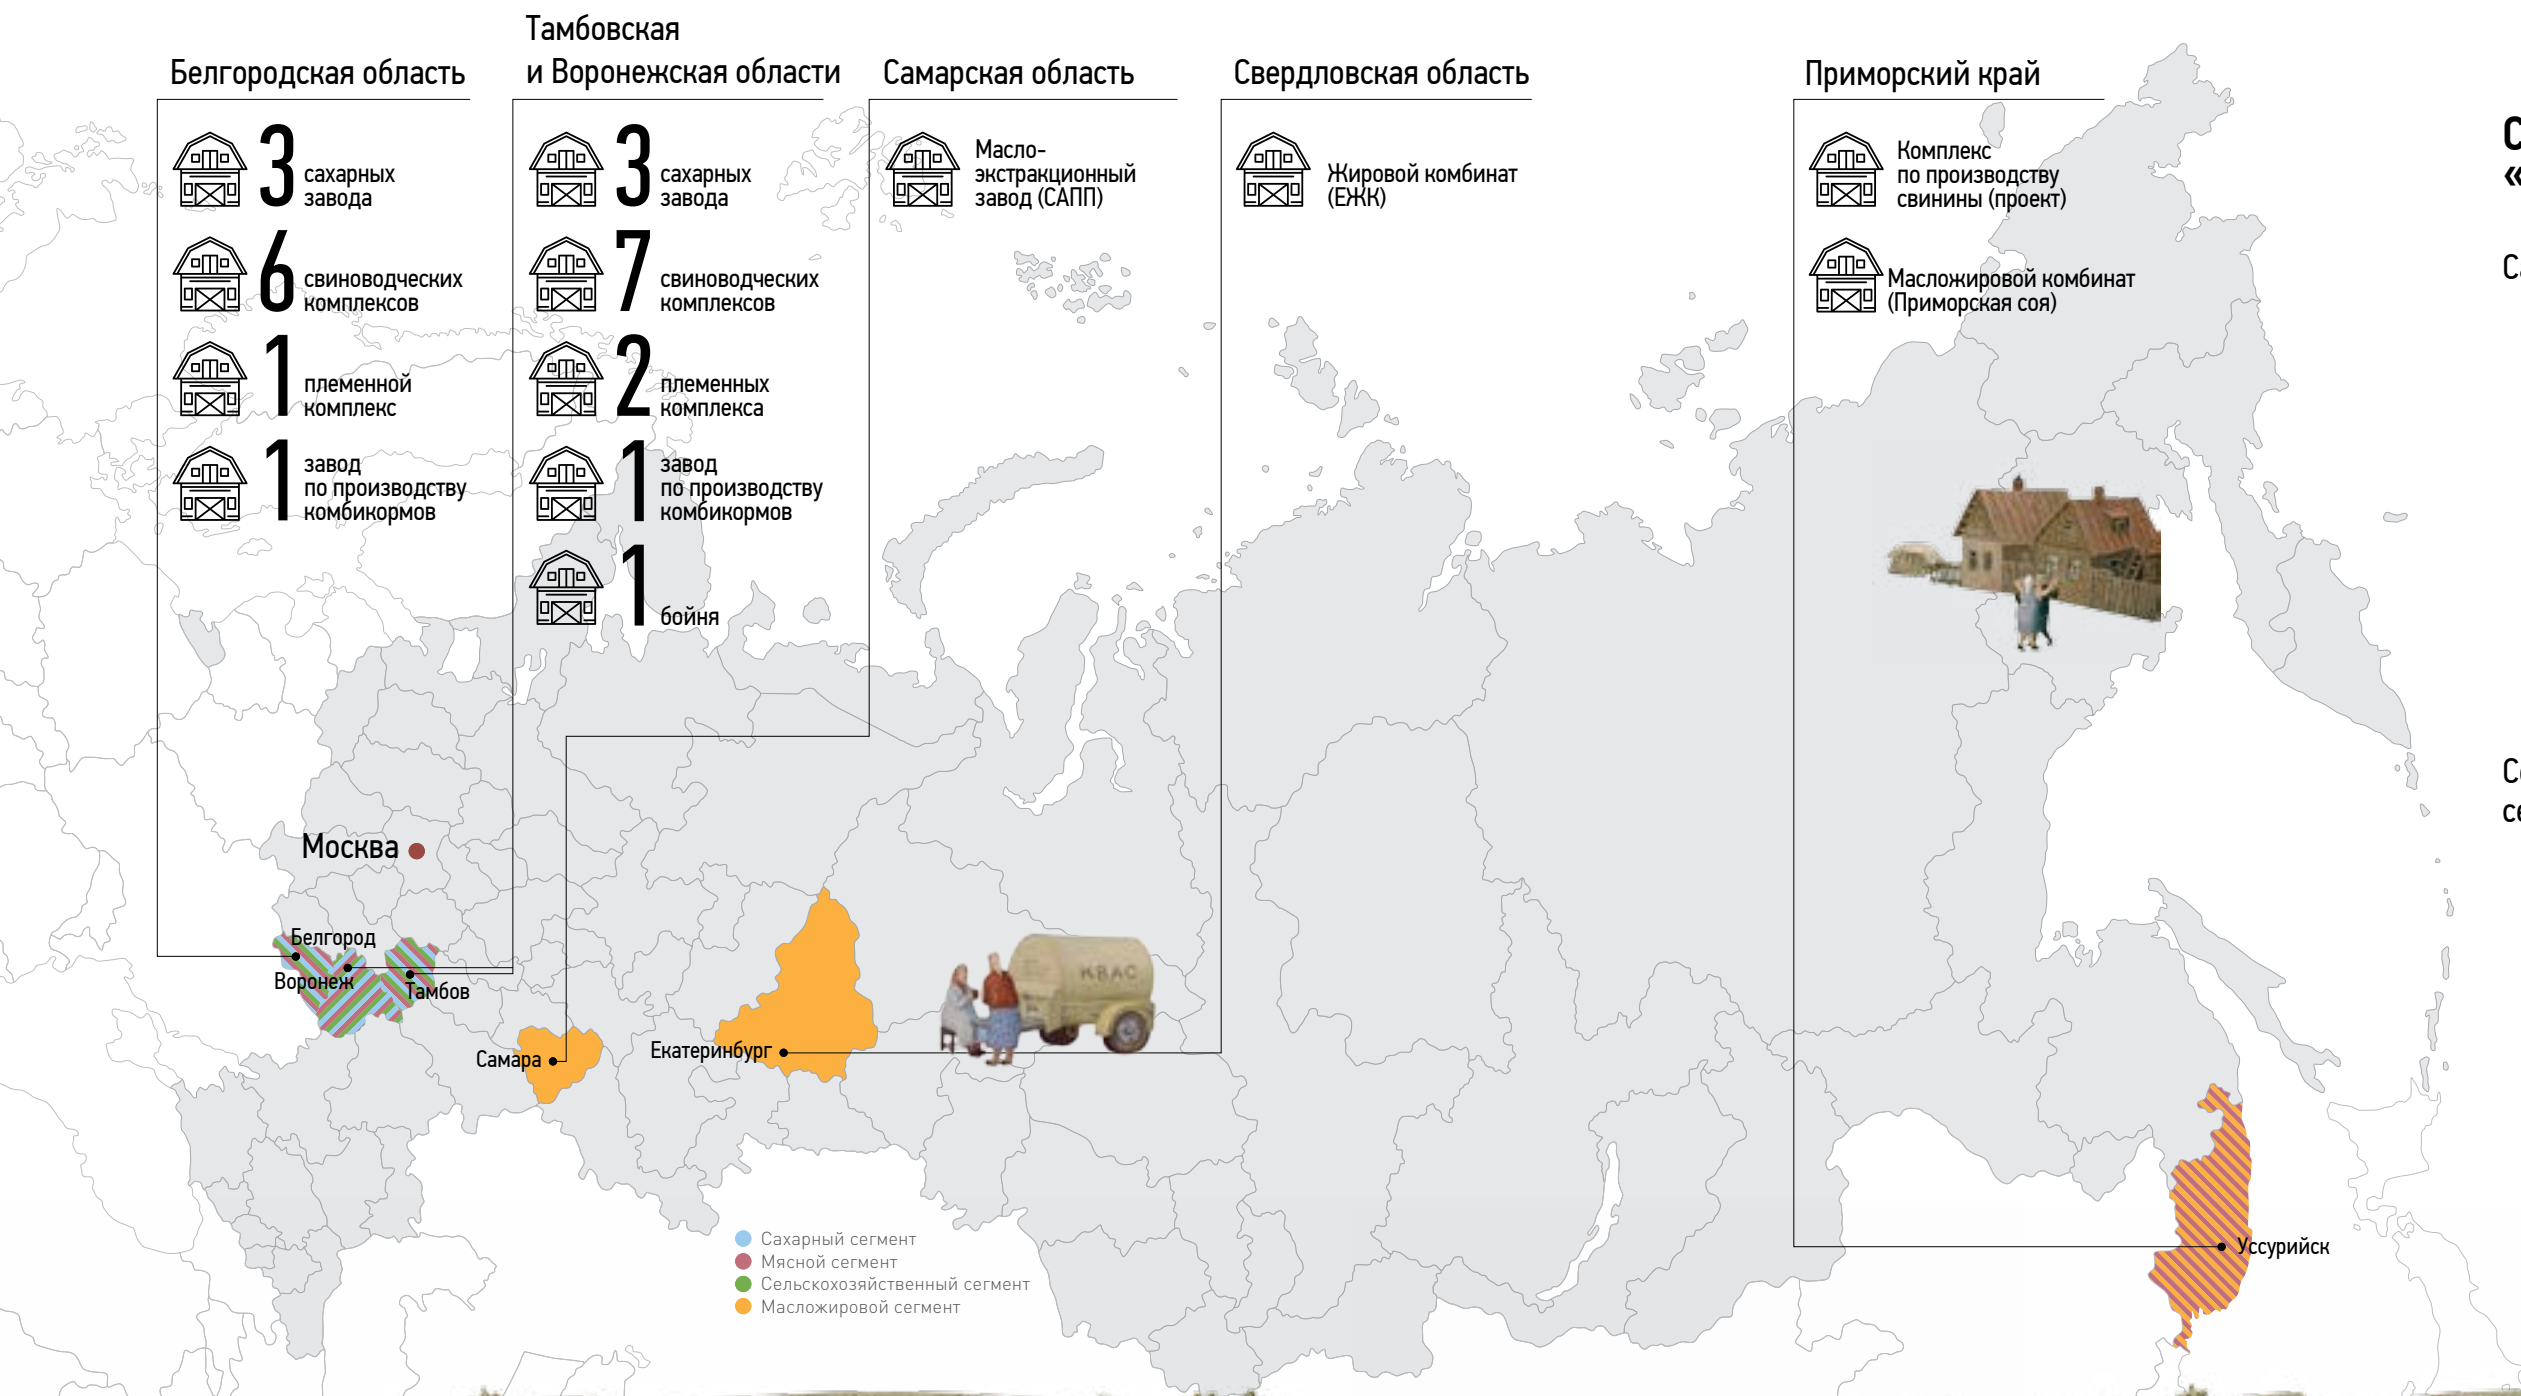 Белгородская область
3 сахарных
завода
6 свиноводческих
комплексов
1 племенной
комплекс
1 завод
по производству
комбикормов
Тамбовская
и Воронежская области
3 сахарных
завода
7 свиноводческих
комплексов
2 племенных
комплекса
1 завод
по производству
комбикормов
1 бойня
Самарская область
Масло-
экстракционный
завод (САПП)
Свердловская область
Жировой комбинат
(ЕЖК)
Приморский край
Комплекс
по производству
свинины (проект)
Масложировой комбинат
(Приморская соя)
Москва
Белгород
Воронеж
Тамбов
Самара
Екатеринбург
КВАС
Уссурийск
Сахарный сегмент
Мясной сегмент
Сельскохозяйственный сегмент
Масложировой сегмент